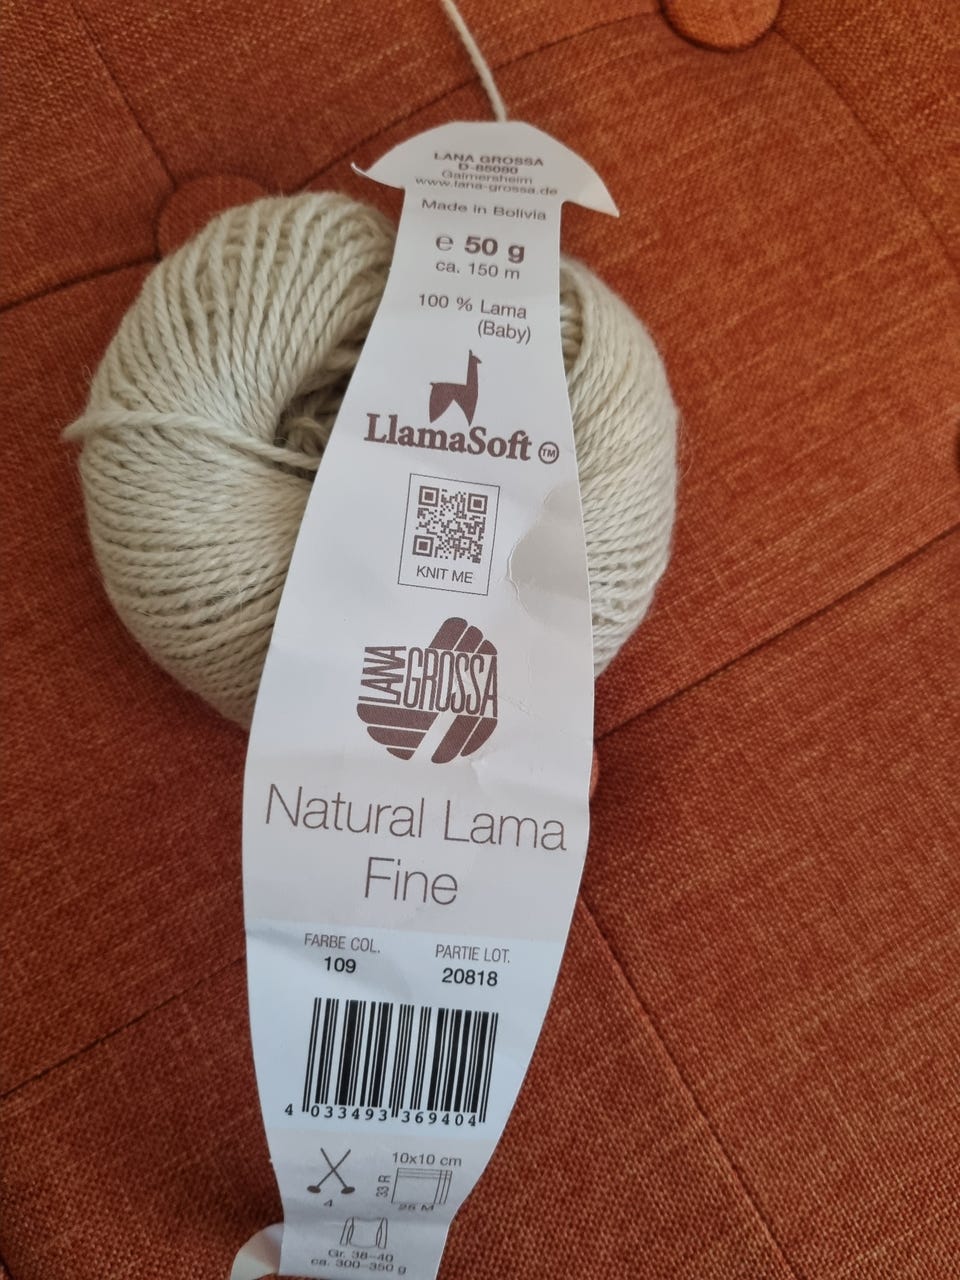 LANA GROSSA
D-85080
Gaimersheim
www.lana-grossa.de
Made in Bolivia
e 50 g
ca. 150 m
100 % Lama
(Baby)
LlamaSoft TM
KNIT ME
LANA GROSSA
Natural Lama
Fine
FARBE COL.
109
PARTIE LOT.
20818
4 033493 369404
10x10 cm
33 R
4
25 M
Gr. 38-40
ca. 300-350 g